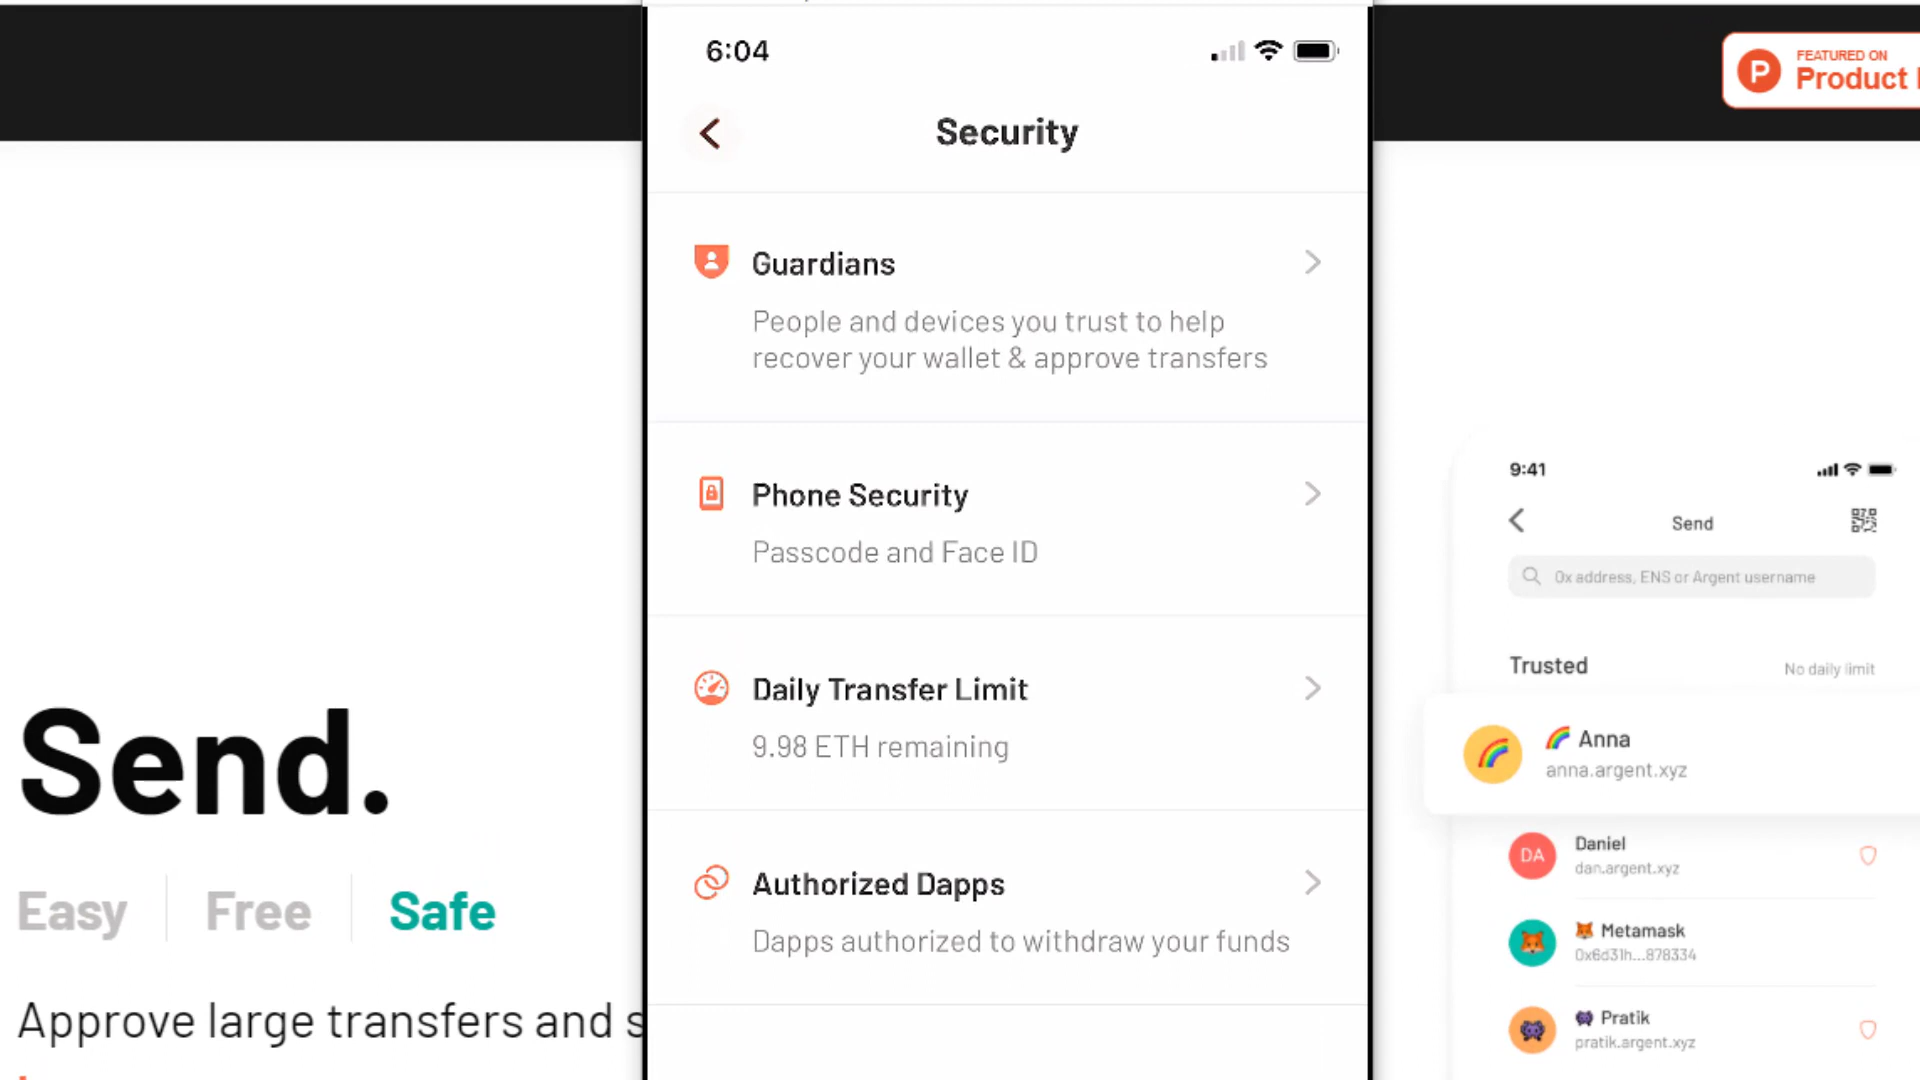 FEATURED ON
Product
Send.
Easy
Free
Safe
Approve large transfers and s
6:04
Security
Guardians
People and devices you trust to help
recover your wallet & approve transfers
Phone Security
Passcode and Face ID
Daily Transfer Limit
9.98 ETH remaining
Authorized Dapps
Dapps authorized to withdraw your funds
9:41
Send
0x address, ENS or Argent username
Trusted
No daily limit
Anna
anna.argent.xyz
DA
Daniel
dan.argent.xyz
Metamask
0x6d31h...878334
Pratik
pratik.argent.xyz